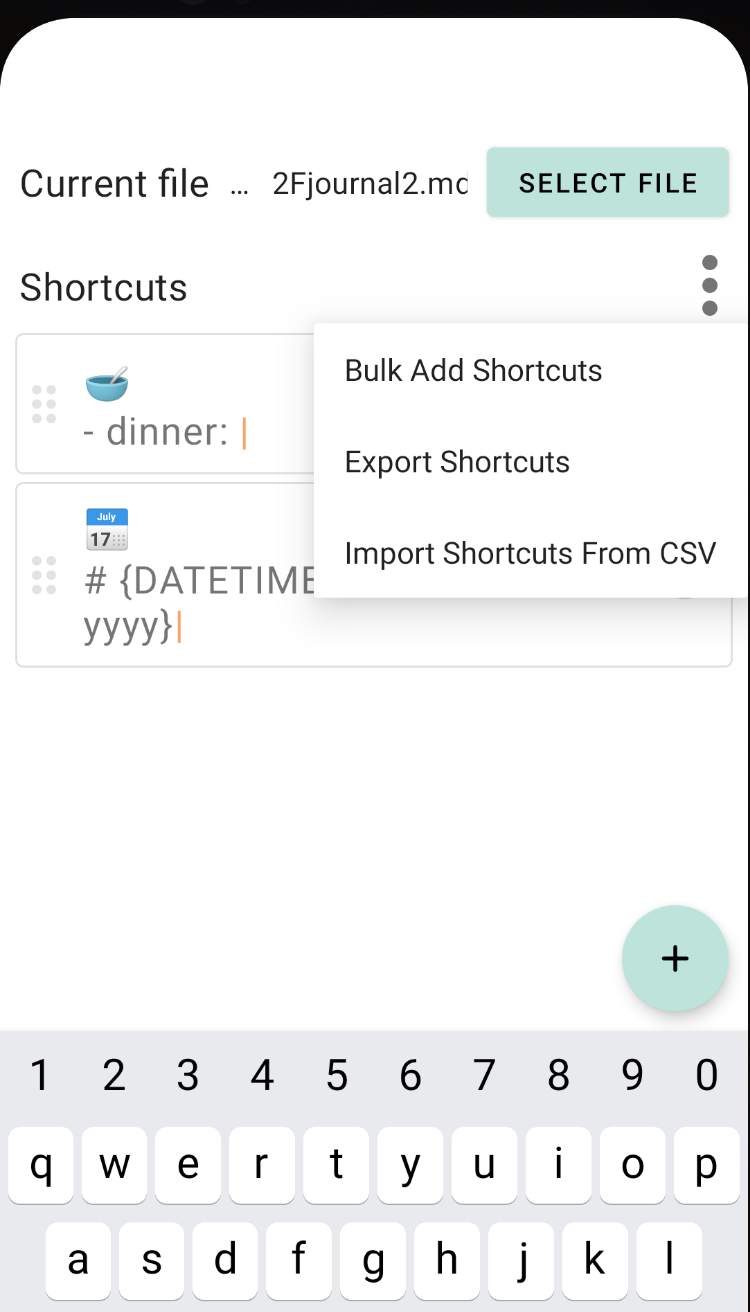 Current file ... 2Fjournal2.md SELECT FILE
Shortcuts
Bulk Add Shortcuts
Export Shortcuts
Import Shortcuts From CSV
- dinner:
July
17
# {DATETIME
yyyy}
+
1 2 3 4 5 6 7 8 9 0
q w e r t y u i o p
a s d f g h j k l